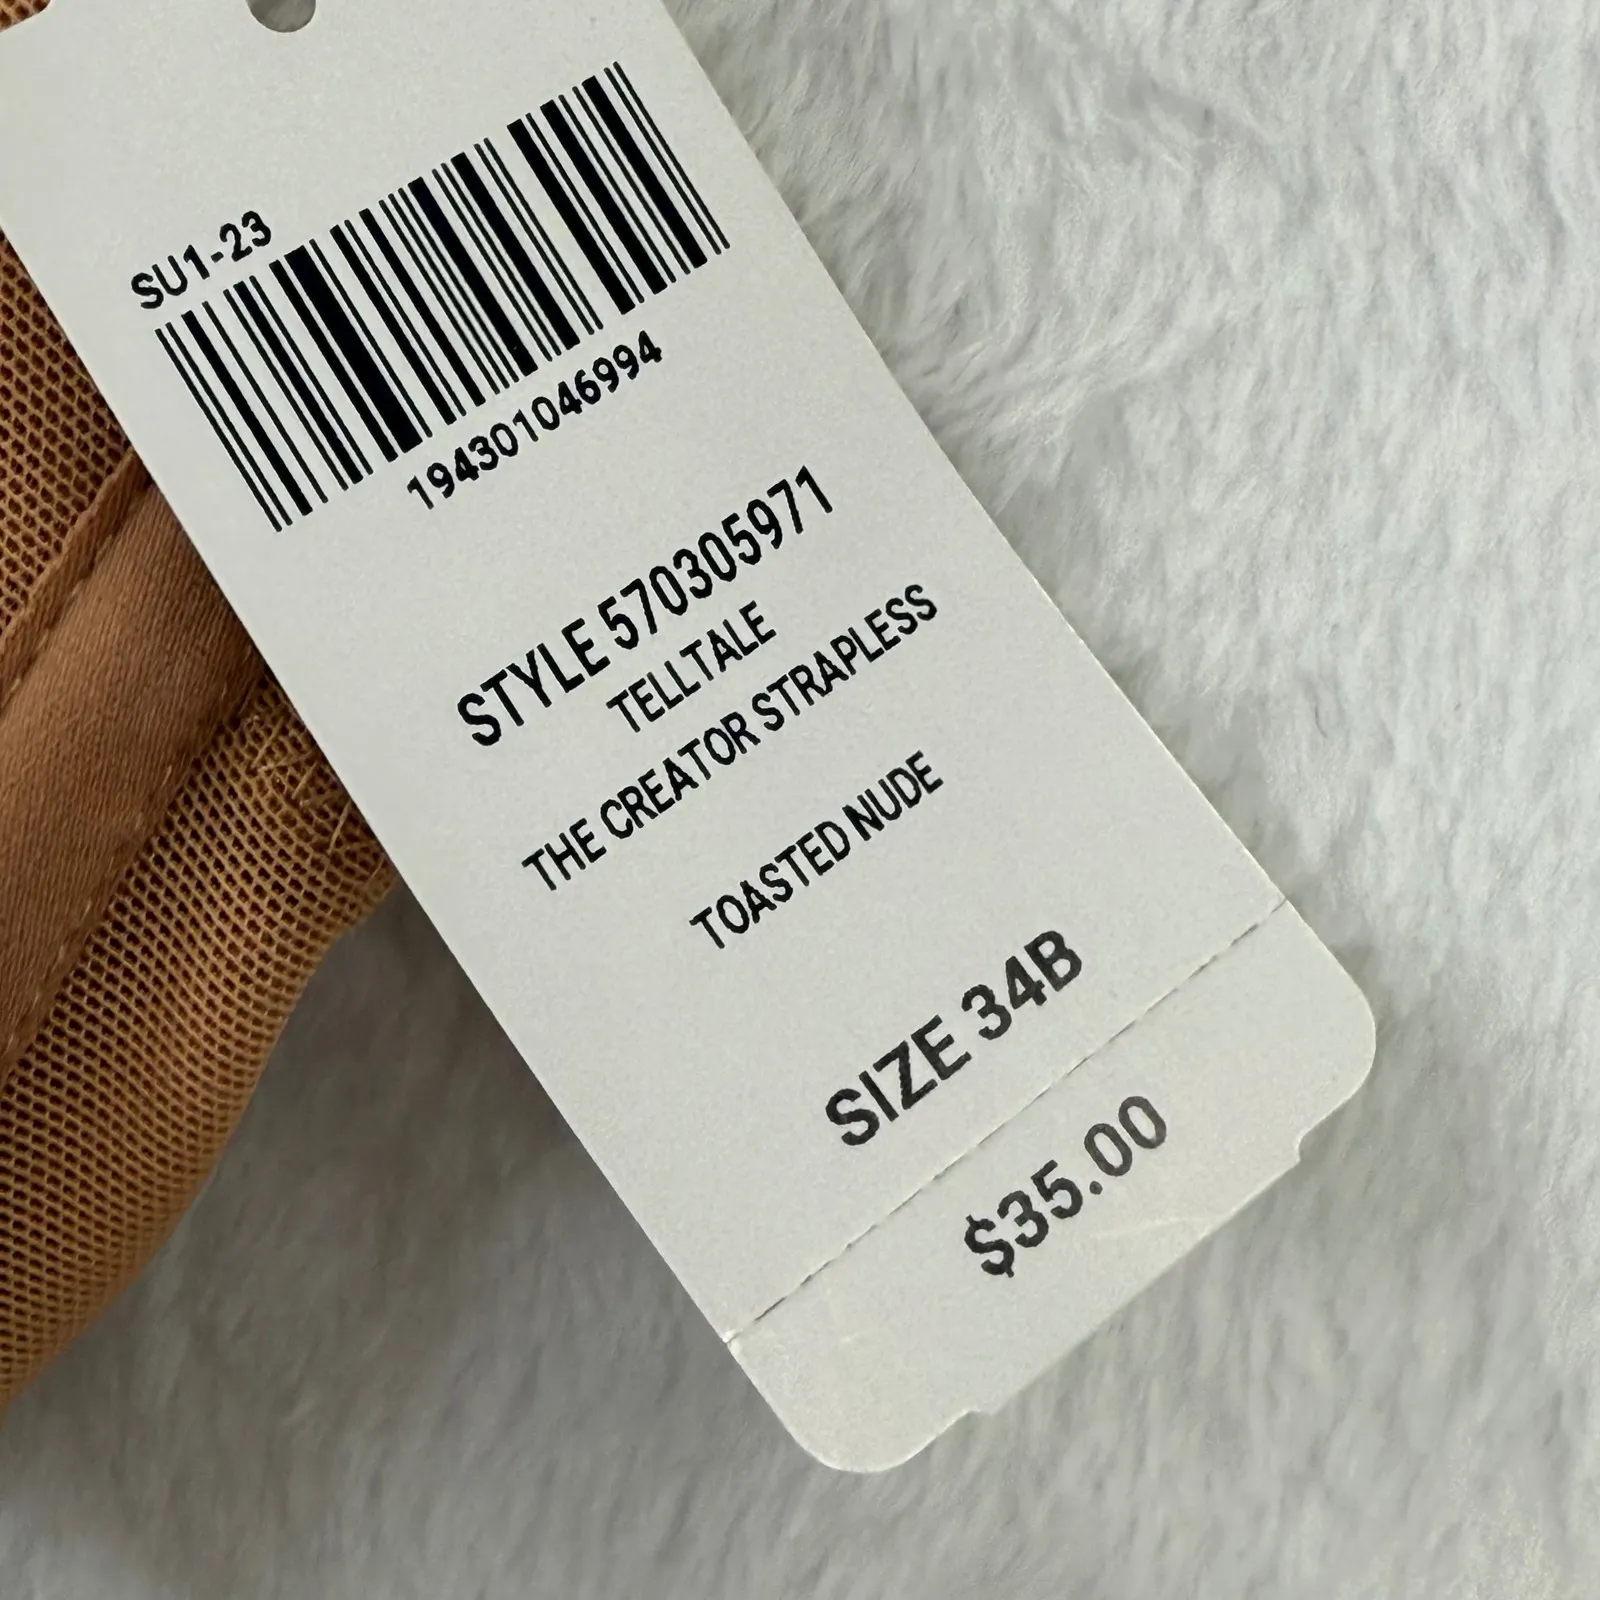 SU1-23
194301046994
STYLE 570305971
TELLTALE
THE CREATOR STRAPLESS
TOASTED NUDE
SIZE 34B
$35.00